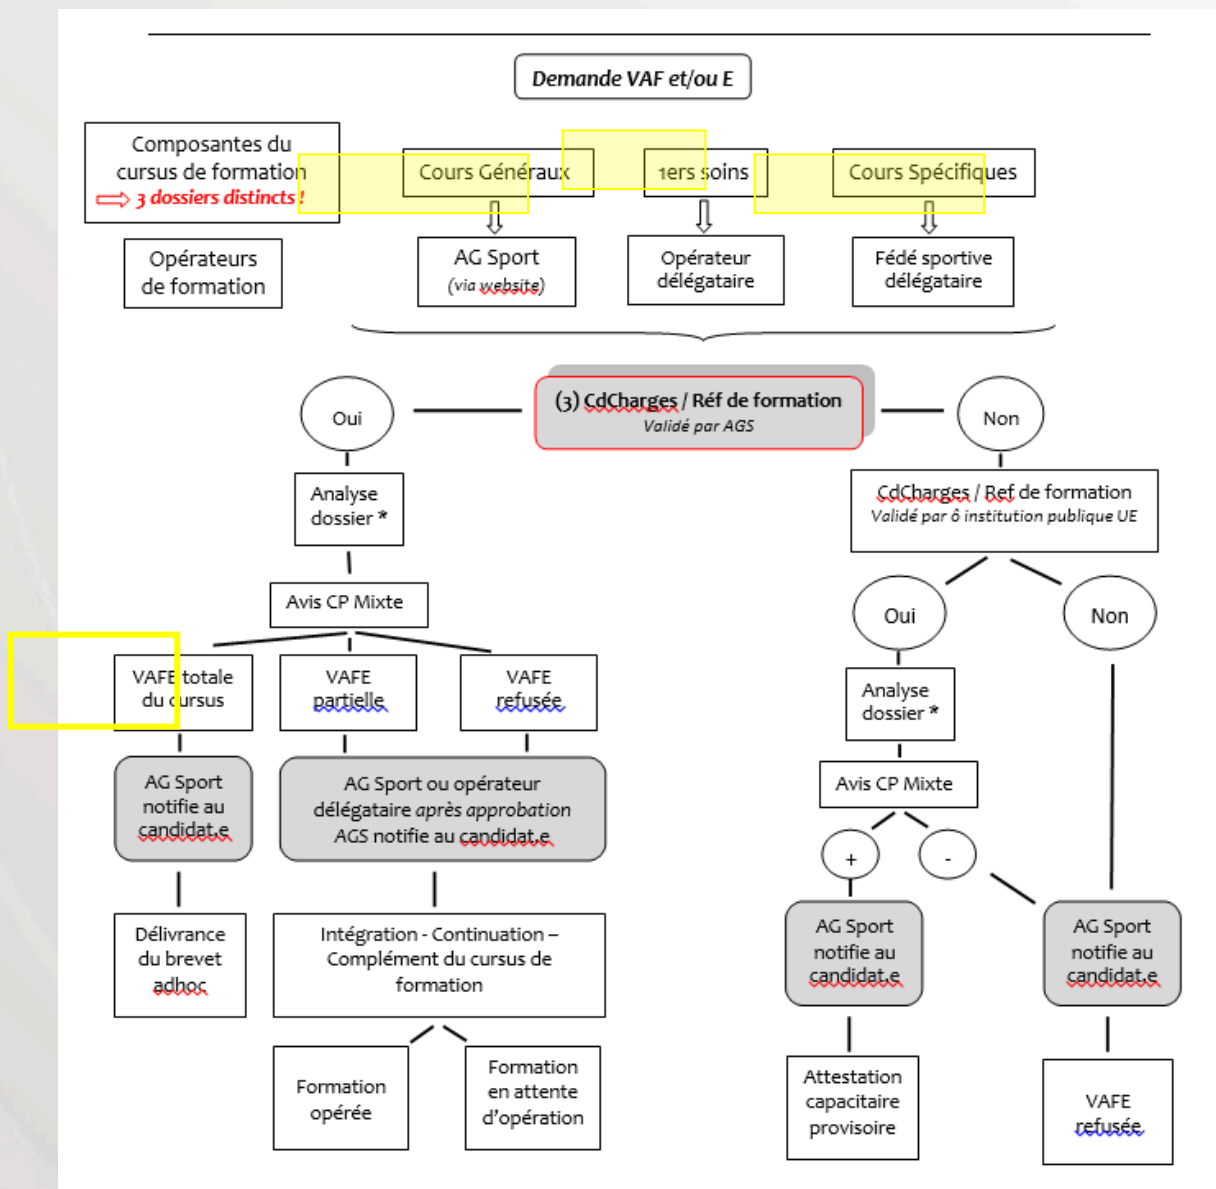 Demande VAF et/ou E
Composantes du
cursus de formation
3 dossiers distincts !
Cours Généraux
1ers soins
Cours Spécifiques
Opérateurs
de formation
AG Sport
(via website)
Opérateur
délégataire
Fédé sportive
délégataire
(3) CdCharges / Réf de formation
Validé par AGS
Oui
Non
Analyse
dossier *
CdCharges / Ref de formation
Validé par ô institution publique UE
Avis CP Mixte
Oui
Non
VAFE totale
du cursus
VAFE
partielle
VAFE
refusée
Analyse
dossier *
AG Sport
notifie au
candidat.e
AG Sport ou opérateur
délégataire après approbation
AGS notifie au candidat.e
Avis CP Mixte
+
-
Délivrance
du brevet
adhoc
Intégration - Continuation –
Complément du cursus de
formation
AG Sport
notifie au
candidat.e
AG Sport
notifie au
candidat.e
Formation
opérée
Formation
en attente
d'opération
Attestation
capacitaire
provisoire
VAFE
refusée